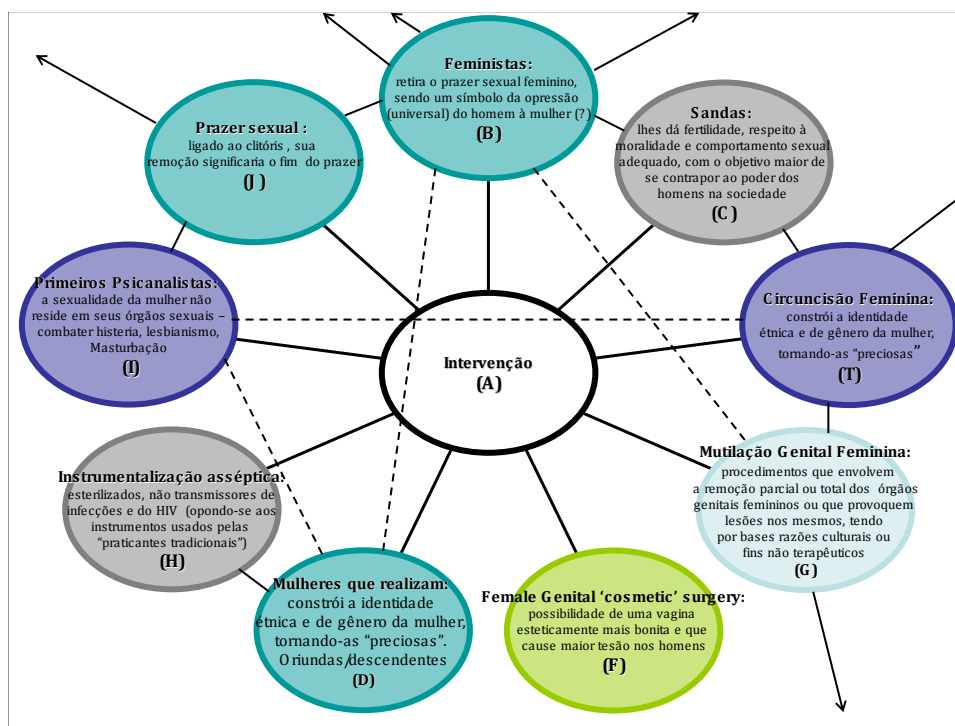 Feministas:
retira o prazer sexual feminino,
sendo um símbolo da opressão
(universal) do homem à mulher (?)
(B)
Prazer sexual :
ligado ao clitóris , sua
remoção significaria o fim do prazer
(J )
Sandas:
lhes dá fertilidade, respeito à
moralidade e comportamento sexual
adequado, com o objetivo maior de
se contrapor ao poder dos
homens na sociedade
(C)
Primeiros Psicanalistas:
a sexualidade da mulher não
reside em seus órgãos sexuais –
combater histeria, lesbianismo,
Masturbação
(I)
Circuncisão Feminina:
constrói a identidade
étnica e de gênero da mulher,
tornando-as “preciosas”
(T)
Intervenção
(A)
Instrumentalização asséptica:
esterilizados, não transmissores de
infecções e do HIV (opondo-se aos
instrumentos usados pelas
“praticantes tradicionais”)
(H)
Mutilação Genital Feminina:
procedimentos que envolvem
a remoção parcial ou total dos órgãos
genitais femininos ou que provoquem
lesões nos mesmos, tendo
por bases razões culturais ou
fins não terapêuticos
(G)
Mulheres que realizam:
constrói a identidade
étnica e de gênero da mulher,
tornando-as “preciosas”.
Oriundas/descendentes
(D)
Female Genital ‘cosmetic’ surgery:
possibilidade de uma vagina
esteticamente mais bonita e que
cause maior tesão nos homens
(F)